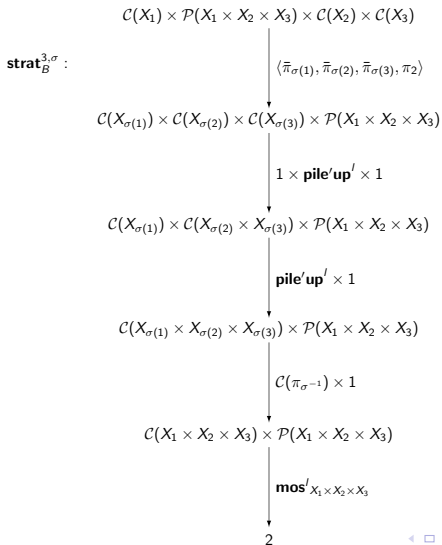 𝒞(X₁) × 𝒫(X₁ × X₂ × X₃) × 𝒞(X₂) × 𝒞(X₃)
strat_B^{3,σ} :
⟨π̄_{σ(1)}, π̄_{σ(2)}, π̄_{σ(3)}, π₂⟩
𝒞(X_{σ(1)}) × 𝒞(X_{σ(2)}) × 𝒞(X_{σ(3)}) × 𝒫(X₁ × X₂ × X₃)
1 × pile'up^l × 1
𝒞(X_{σ(1)}) × 𝒞(X_{σ(2)} × X_{σ(3)}) × 𝒫(X₁ × X₂ × X₃)
pile'up^l × 1
𝒞(X_{σ(1)} × X_{σ(2)} × X_{σ(3)}) × 𝒫(X₁ × X₂ × X₃)
𝒞(π_{σ⁻¹}) × 1
𝒞(X₁ × X₂ × X₃) × 𝒫(X₁ × X₂ × X₃)
mos^l_{X₁×X₂×X₃}
2